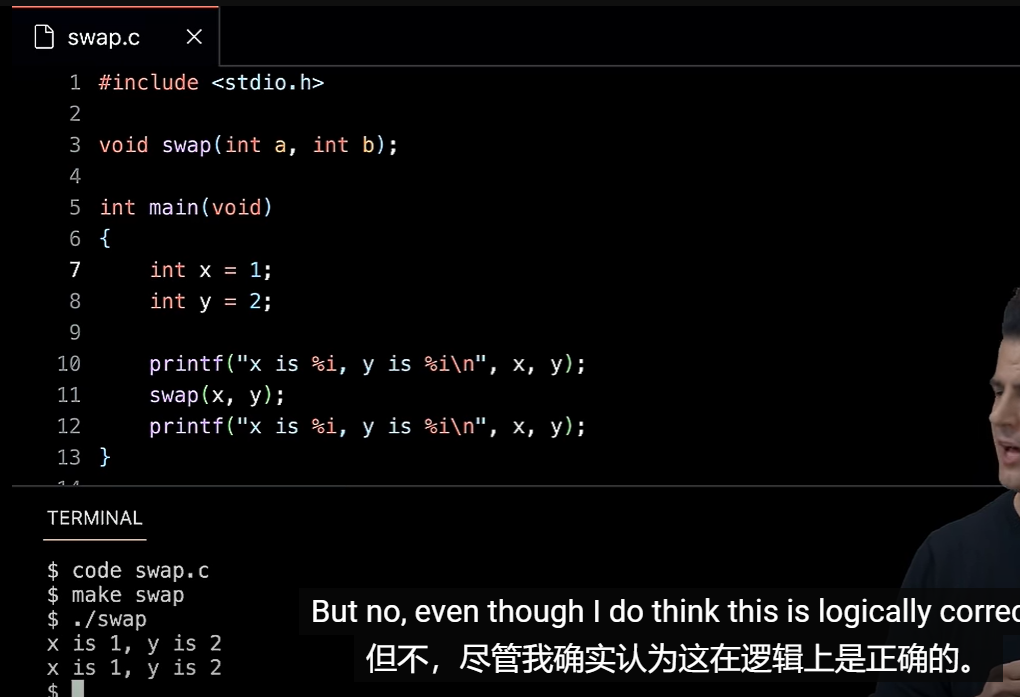 swap.c
1 #include <stdio.h>
2
3 void swap(int a, int b);
4
5 int main(void)
6 {
7     int x = 1;
8     int y = 2;
9
10     printf("x is %i, y is %i\n", x, y);
11     swap(x, y);
12     printf("x is %i, y is %i\n", x, y);
13 }
14
TERMINAL
$ code swap.c
$ make swap
$ ./swap
x is 1, y is 2
x is 1, y is 2
$
But no, even though I do think this is logically correc
但不，尽管我确实认为这在逻辑上是正确的。